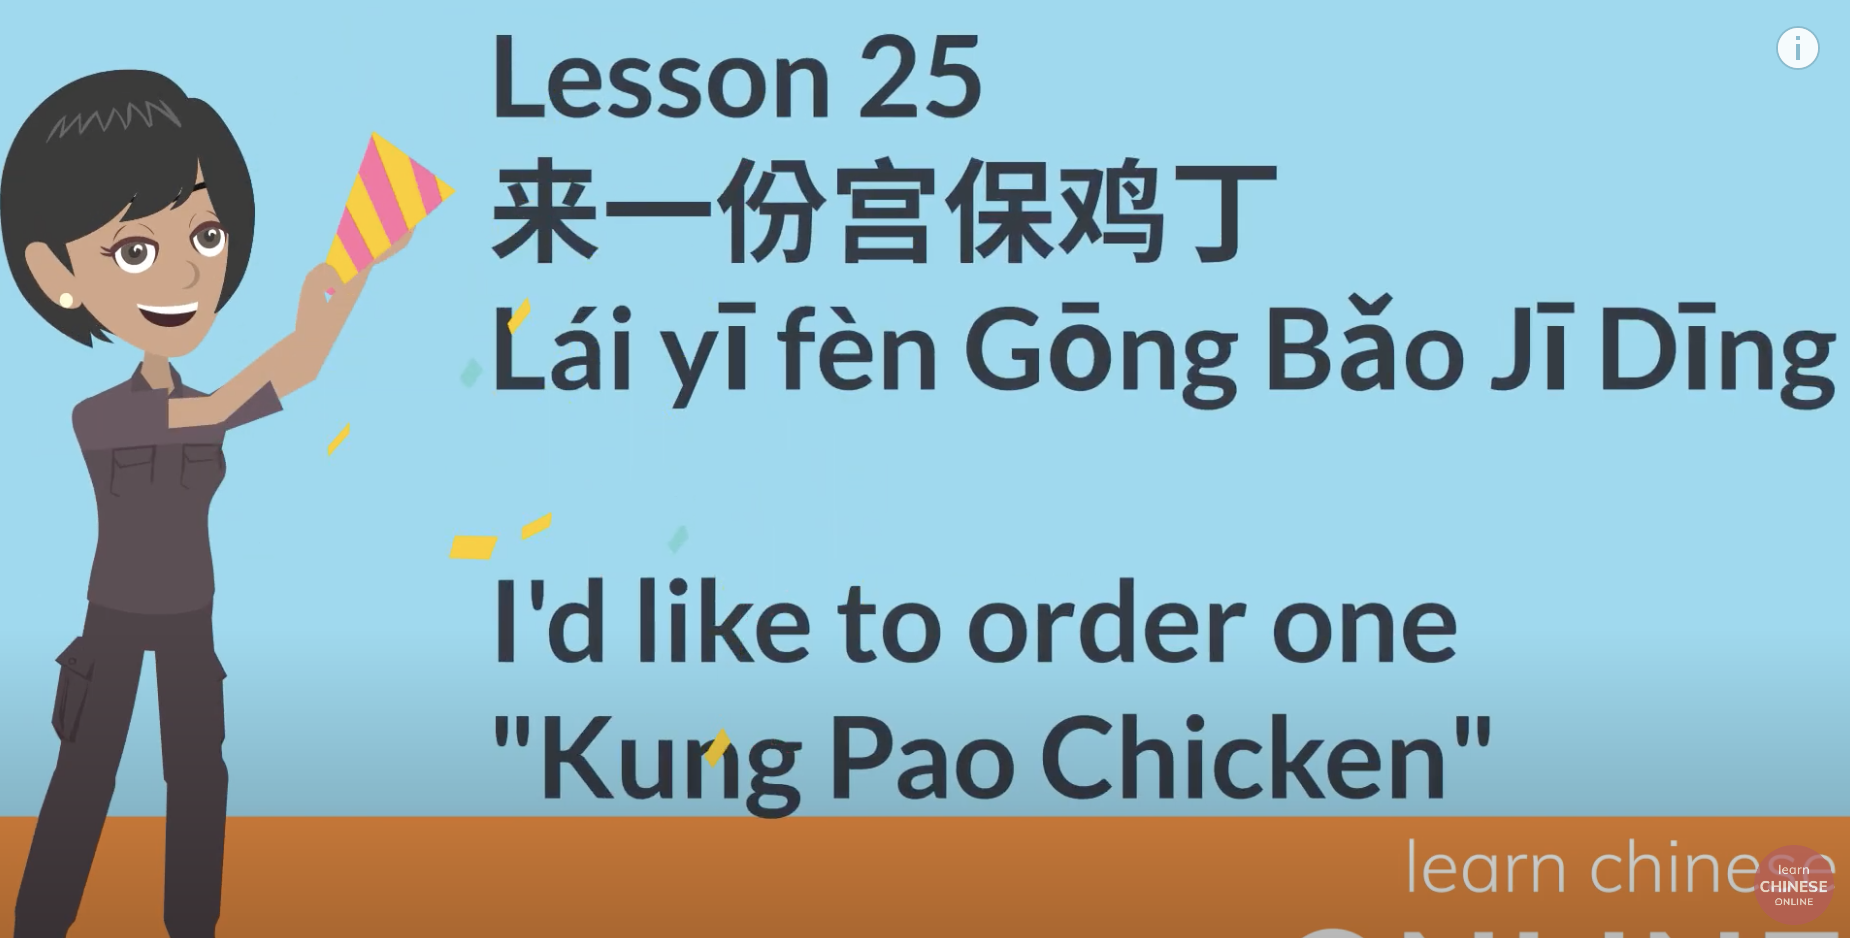 Lesson 25
来一份宫保鸡丁
Lái yī fèn Gōng Bǎo Jī Dīng
I'd like to order one
"Kung Pao Chicken"
learn chinese
learn
CHINESE
ONLINE